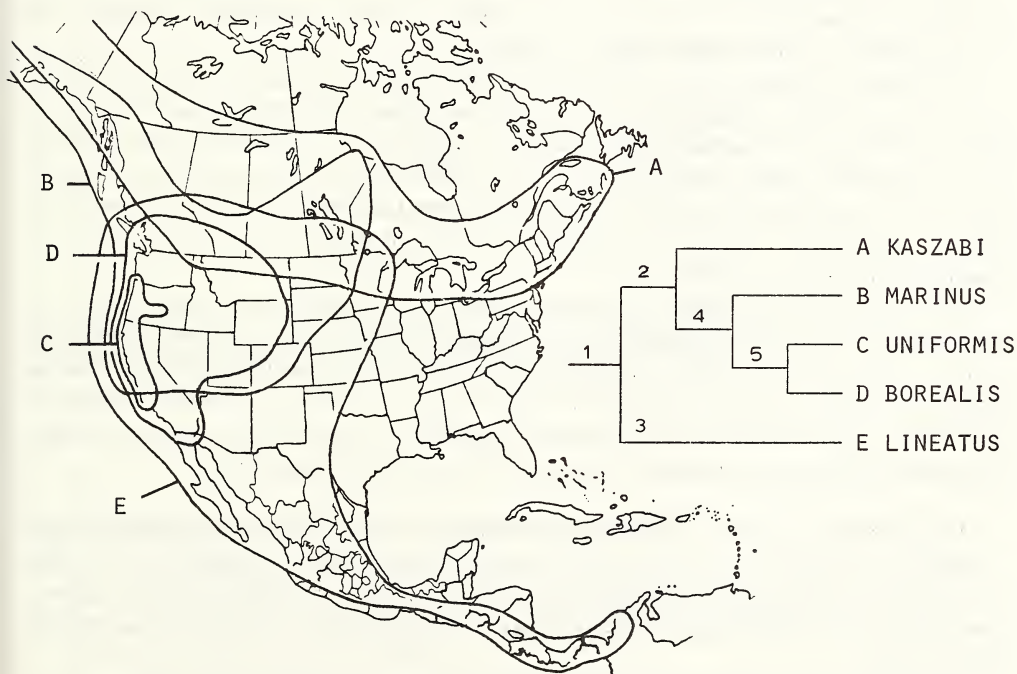 B
D
C
E
A
1
2
3
4
5
A KASZABI
B MARINUS
C UNIFORMIS
D BOREALIS
E LINEATUS